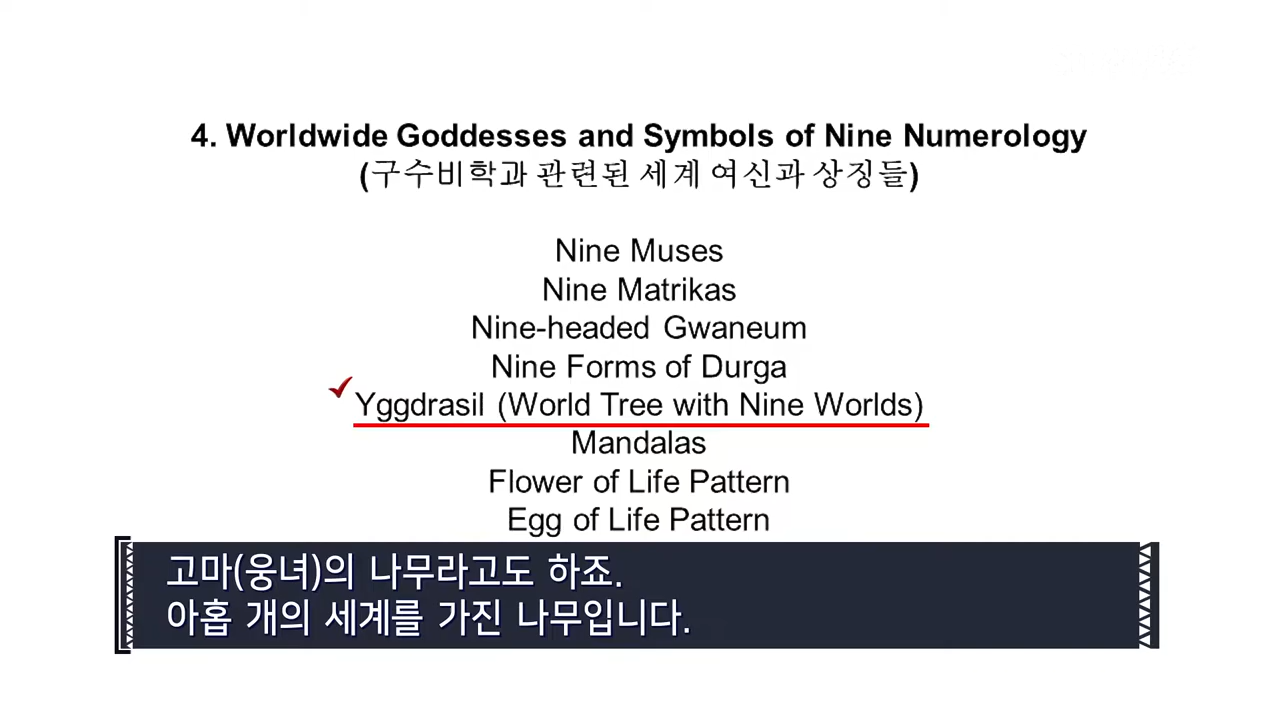 4. Worldwide Goddesses and Symbols of Nine Numerology
(구수비학과 관련된 세계 여신과 상징들)
Nine Muses
Nine Matrikas
Nine-headed Gwaneum
Nine Forms of Durga
Yggdrasil (World Tree with Nine Worlds)
Mandalas
Flower of Life Pattern
Egg of Life Pattern
고마(웅녀)의 나무라고도 하죠.
아홉 개의 세계를 가진 나무입니다.